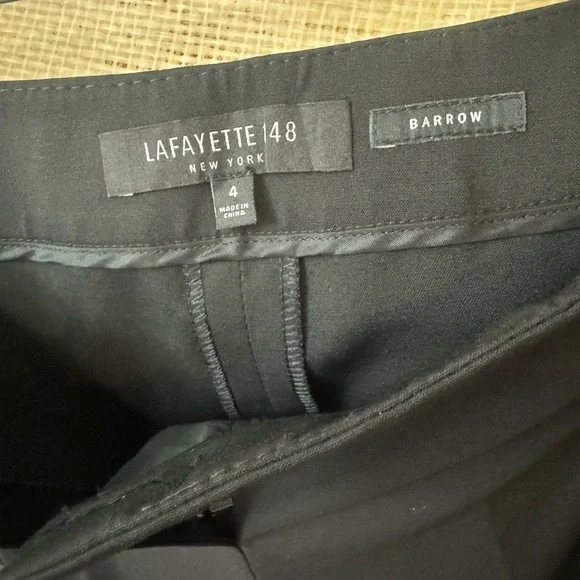 LAFAYETTE 148
NEW YORK
BARROW
4
MADE IN
CHINA